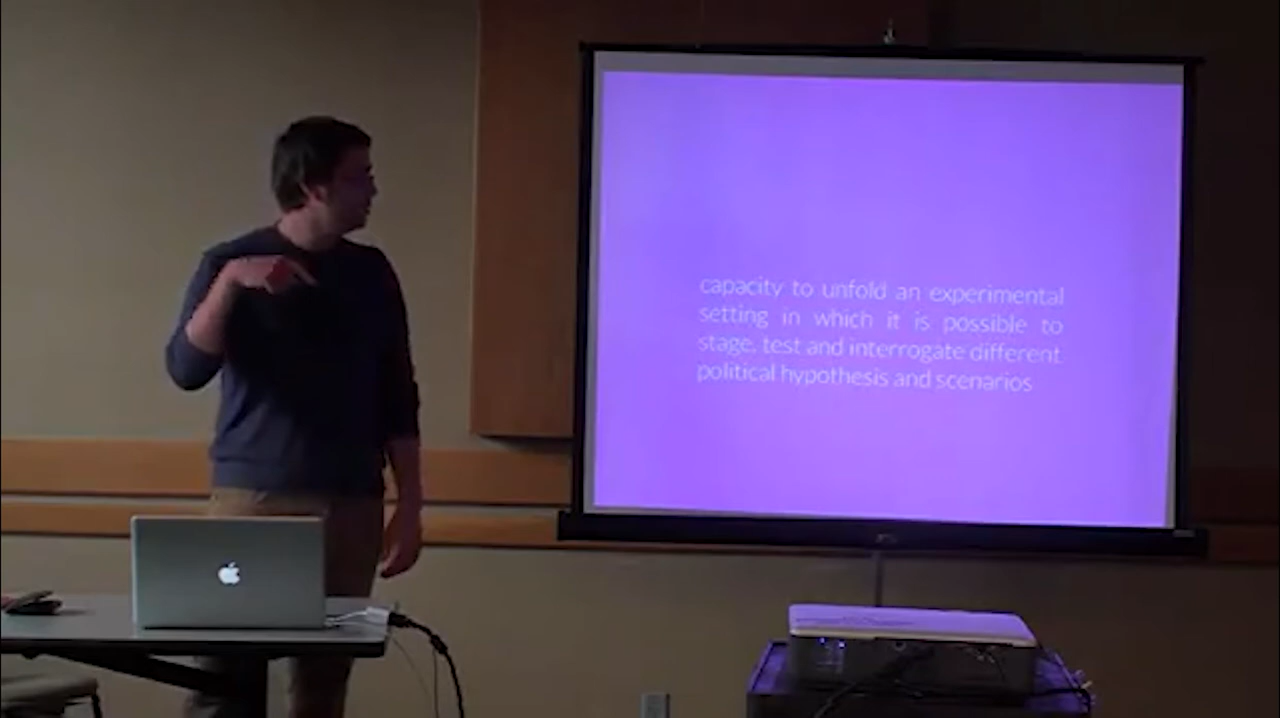 capacity to unfold an experimental
setting in which it is possible to
stage, test and interrogate different
political hypothesis and scenarios